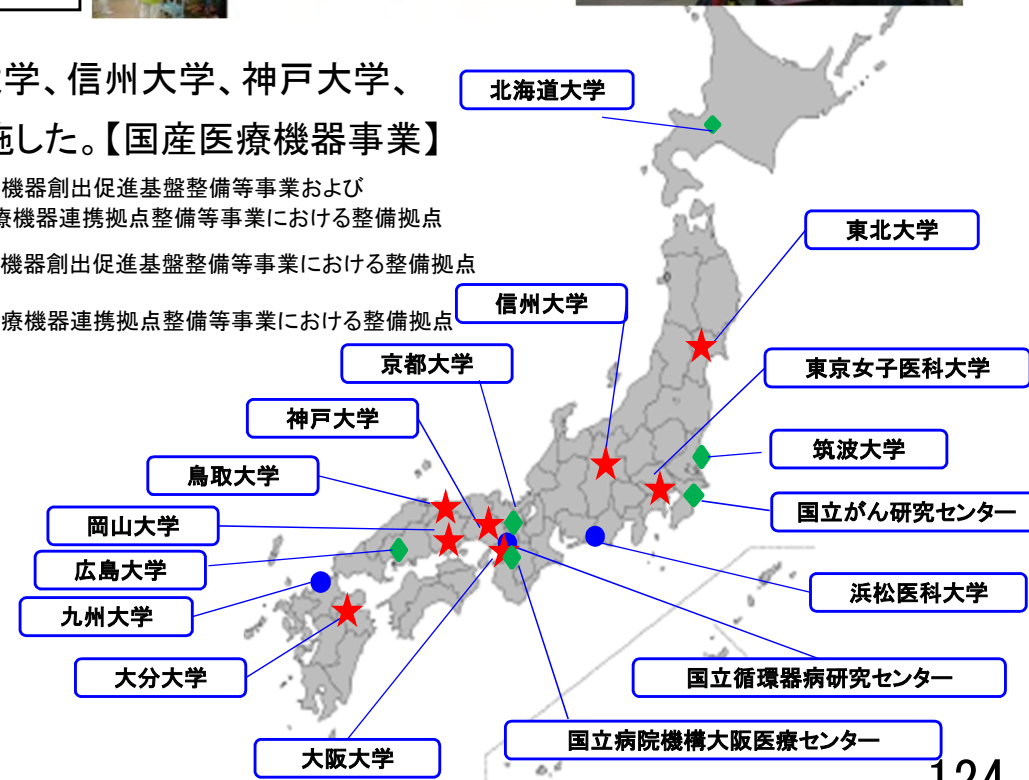 大学、信州大学、神戸大学、
施した。【国産医療機器事業】
機器創出促進基盤整備等事業および
療機器連携拠点整備等事業における整備拠点
機器創出促進基盤整備等事業における整備拠点
療機器連携拠点整備等事業における整備拠点
北海道大学
東北大学
信州大学
京都大学
東京女子医科大学
神戸大学
筑波大学
鳥取大学
国立がん研究センター
岡山大学
広島大学
浜松医科大学
九州大学
大分大学
国立循環器病研究センター
国立病院機構大阪医療センター
大阪大学
124